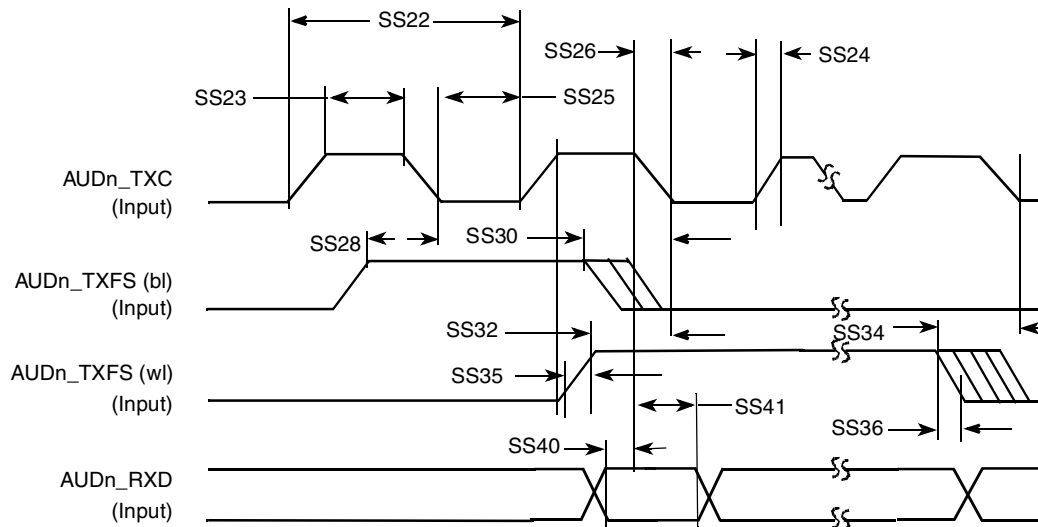 SS22
SS26
SS24
SS23
SS25
AUDn_TXC
(Input)
SS28
SS30
AUDn_TXFS (bl)
(Input)
SS32
SS34
AUDn_TXFS (wl)
(Input)
SS35
SS41
SS36
SS40
AUDn_RXD
(Input)